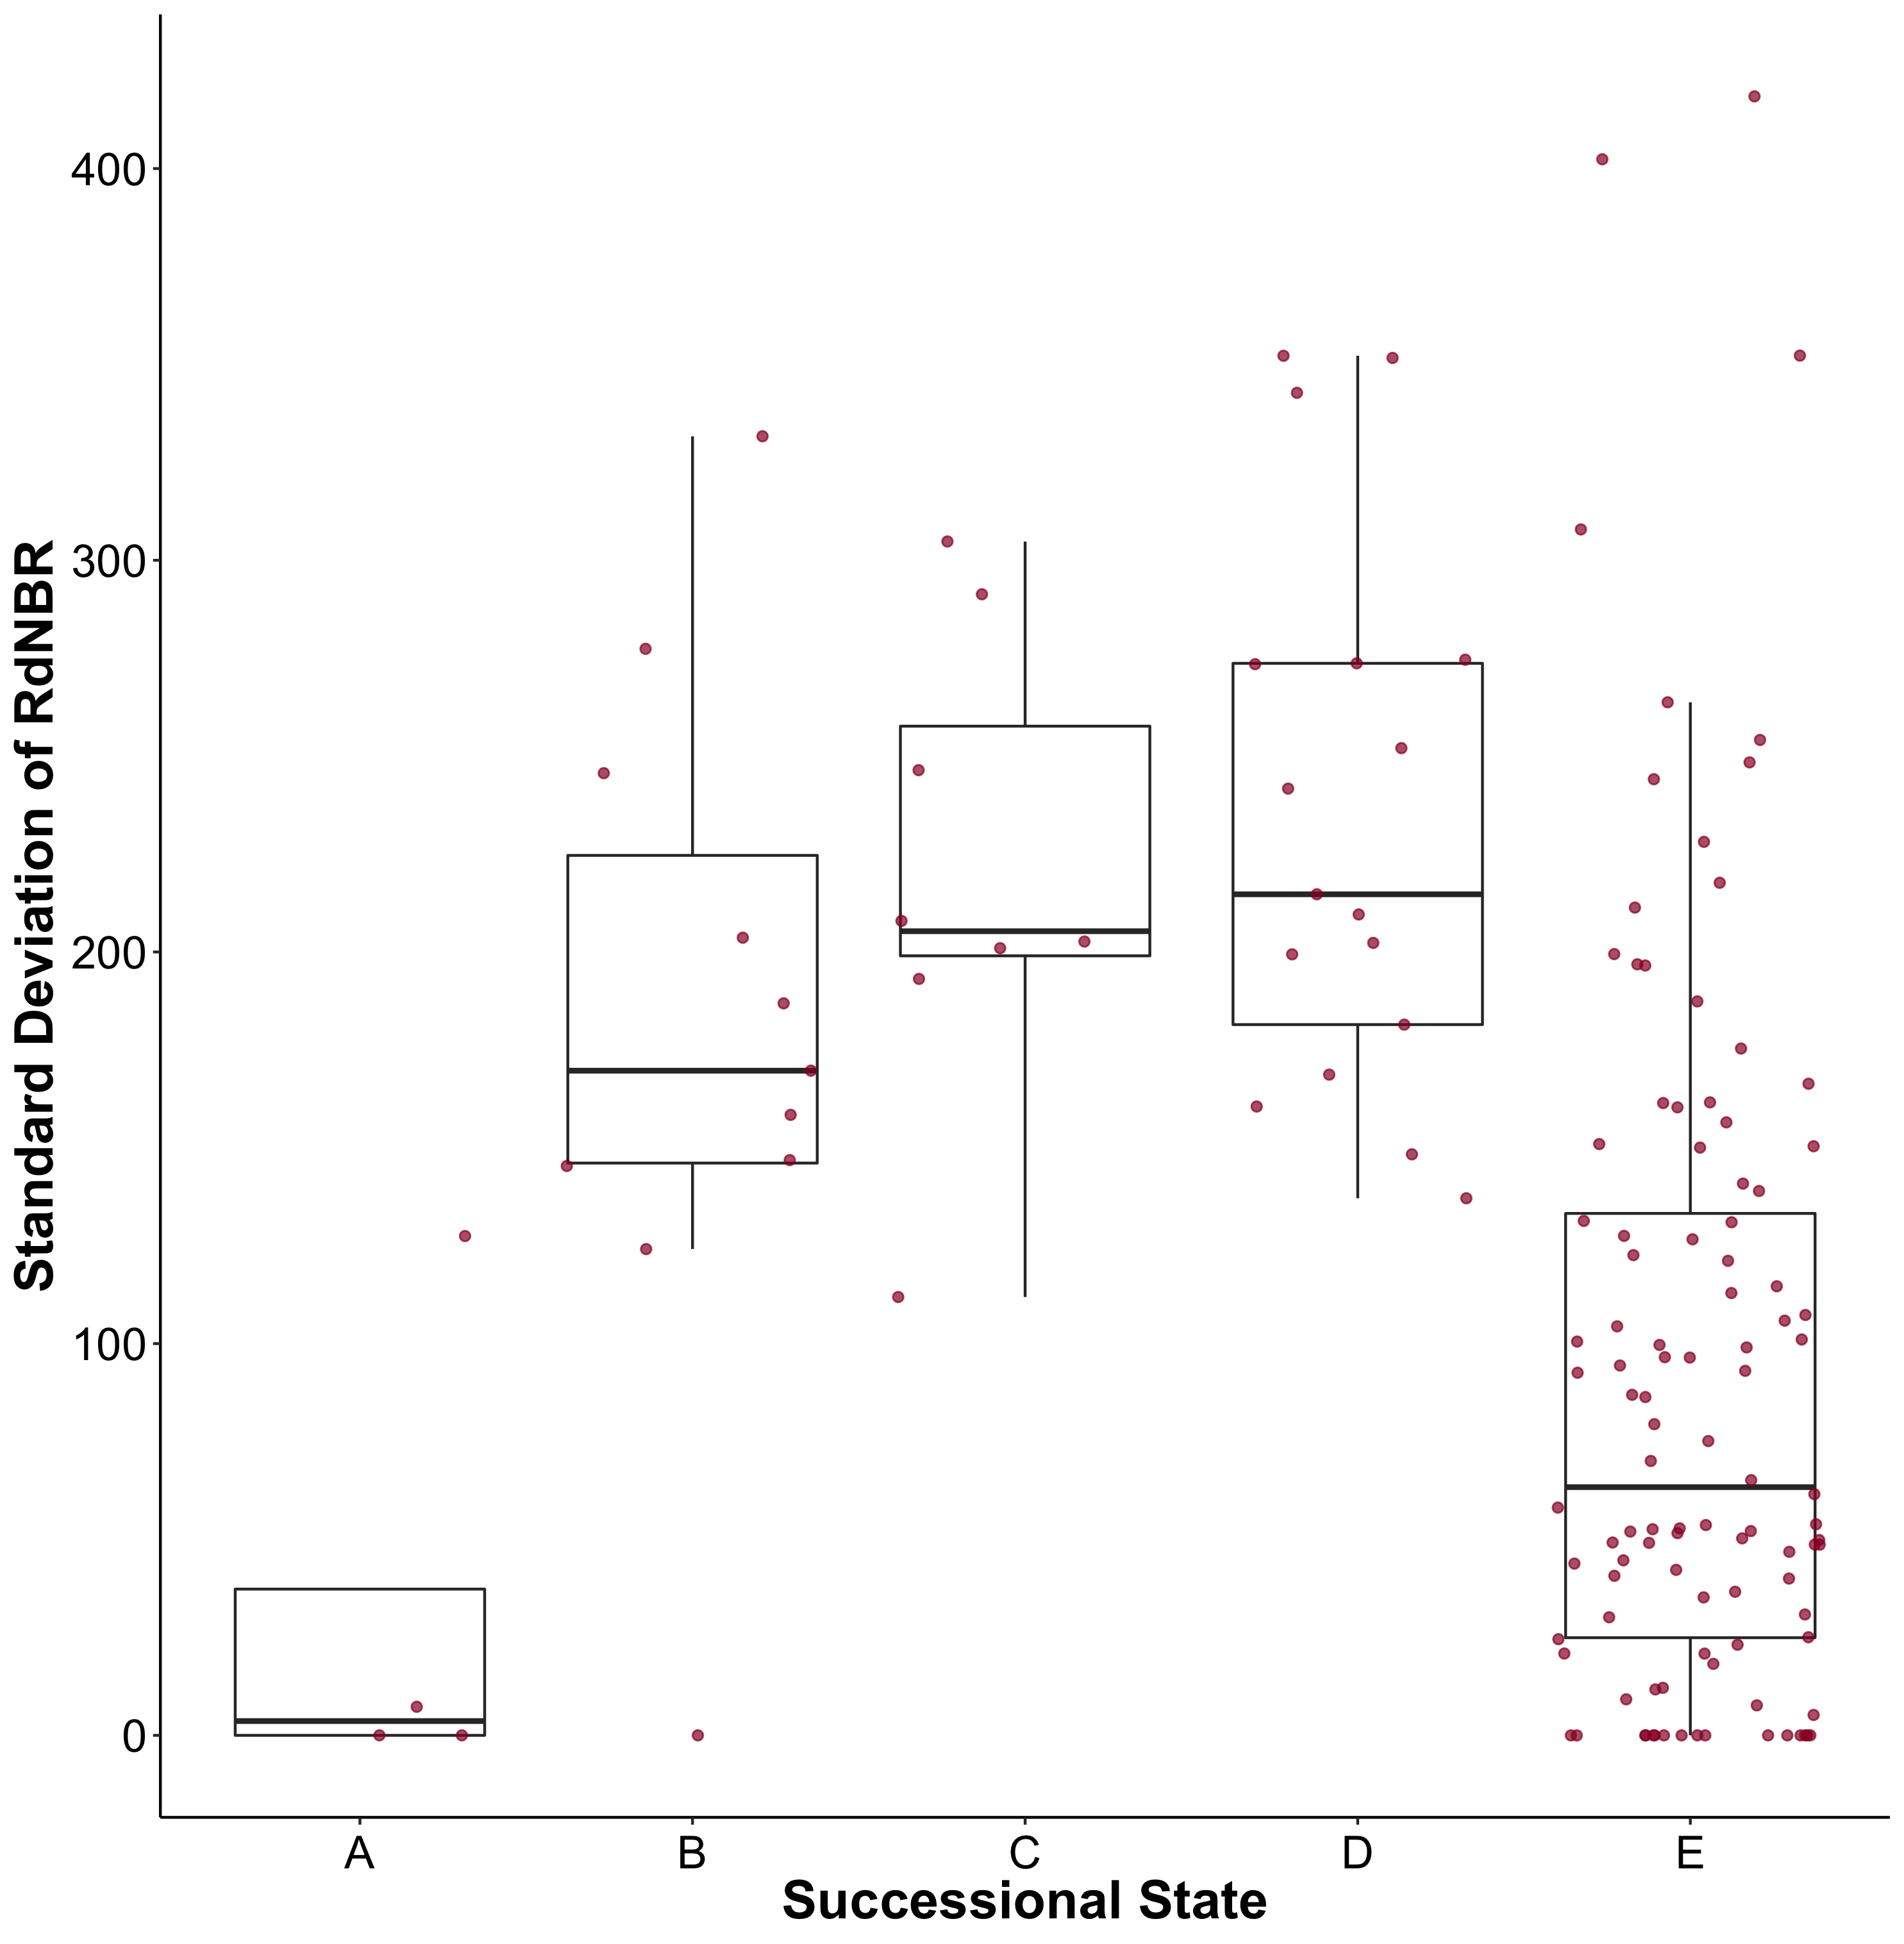 Standard Deviation of RdNBR
400
300
200
100
0
A B C D E
Successional State